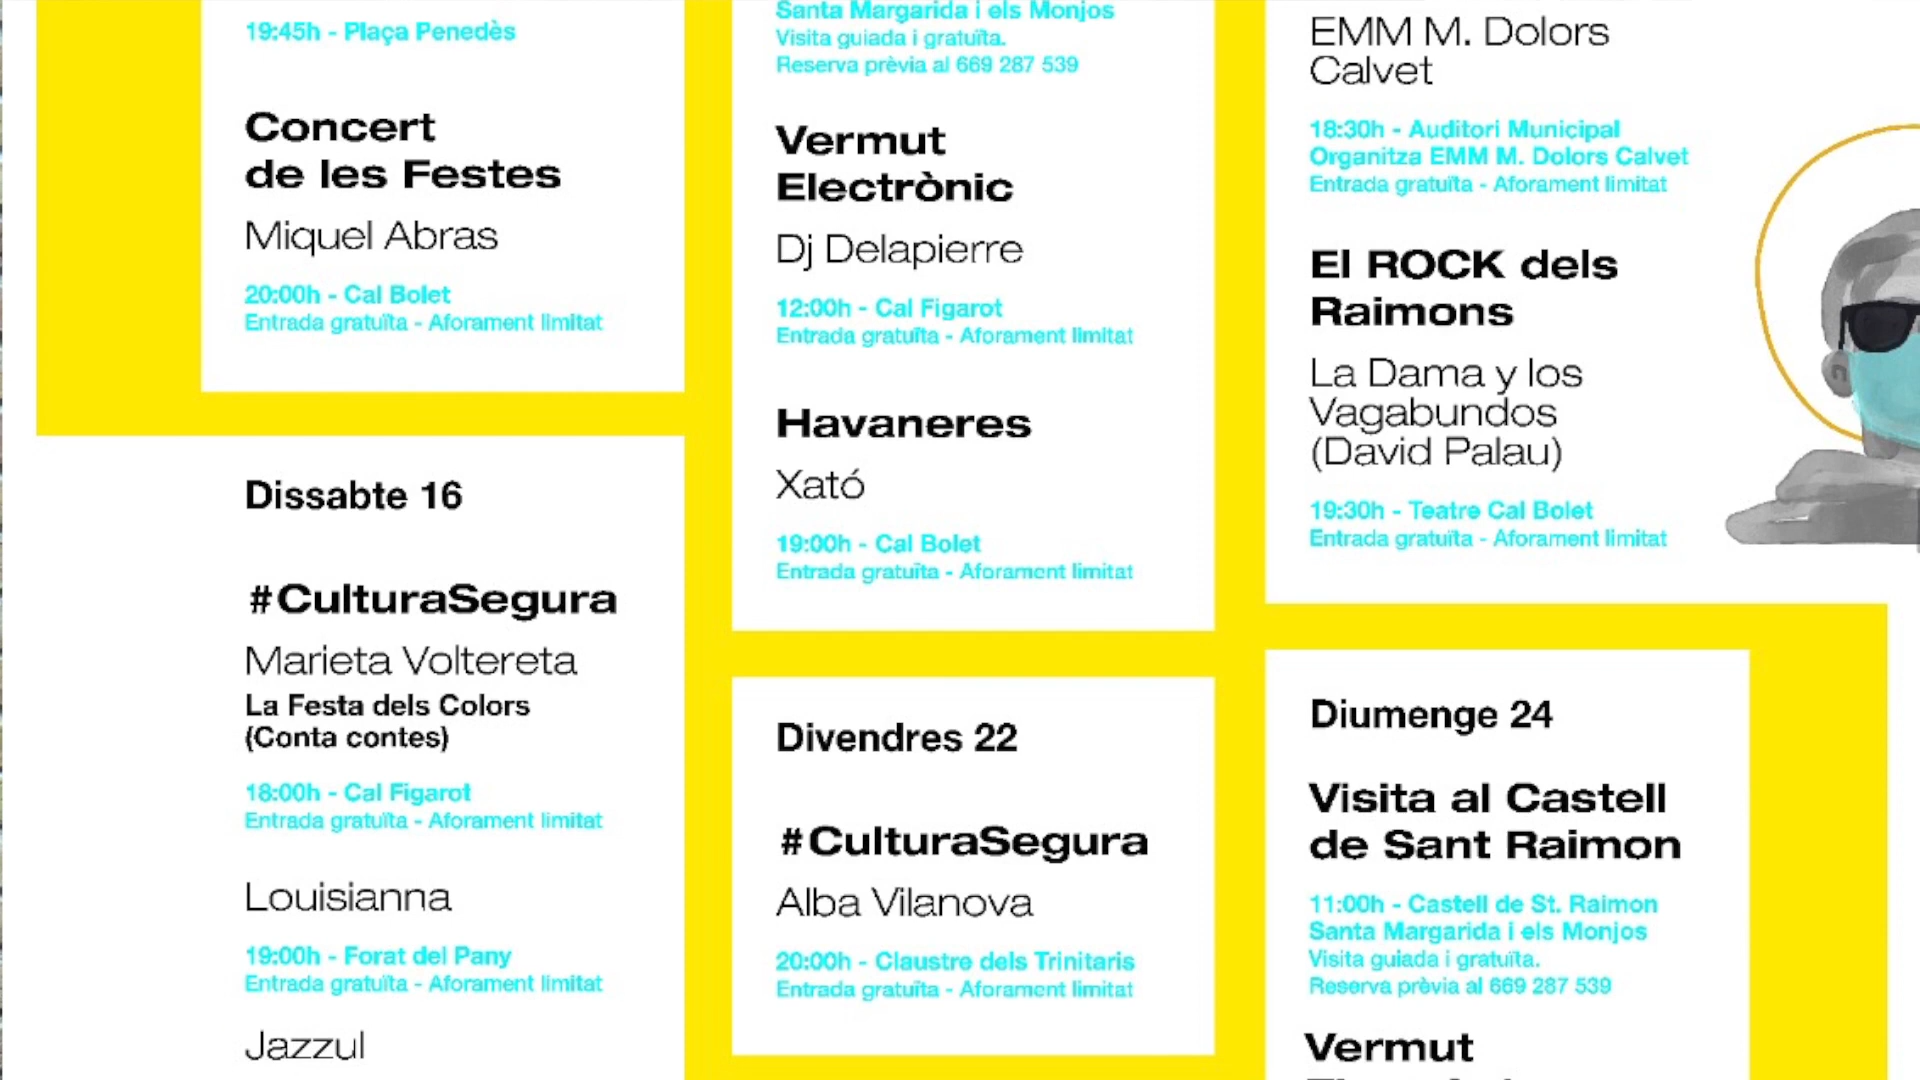 19:45h - Plaça Penedès
Concert
de les Festes
Miquel Abras
20:00h - Cal Bolet
Entrada gratuïta - Aforament limitat
Dissabte 16
#CulturaSegura
Marieta Voltereta
La Festa dels Colors
(Conta contes)
18:00h - Cal Figarot
Entrada gratuïta - Aforament limitat
Louisianna
19:00h - Forat del Pany
Entrada gratuïta - Aforament limitat
Jazzul
Santa Margarida i els Monjos
Visita guiada i gratuïta.
Reserva prèvia al 669 287 539
Vermut
Electrònic
Dj Delapierre
12:00h - Cal Figarot
Entrada gratuïta - Aforament limitat
Havaneres
Xató
19:00h - Cal Bolet
Entrada gratuïta - Aforament limitat
Divendres 22
#CulturaSegura
Alba Vilanova
20:00h - Claustre dels Trinitaris
Entrada gratuïta - Aforament limitat
EMM M. Dolors
Calvet
18:30h - Auditori Municipal
Organitza EMM M. Dolors Calvet
Entrada gratuïta - Aforament limitat
El ROCK dels
Raimons
La Dama y los
Vagabundos
(David Palau)
19:30h - Teatre Cal Bolet
Entrada gratuïta - Aforament limitat
Diumenge 24
Visita al Castell
de Sant Raimon
11:00h - Castell de St. Raimon
Santa Margarida i els Monjos
Visita guiada i gratuïta.
Reserva prèvia al 669 287 539
Vermut